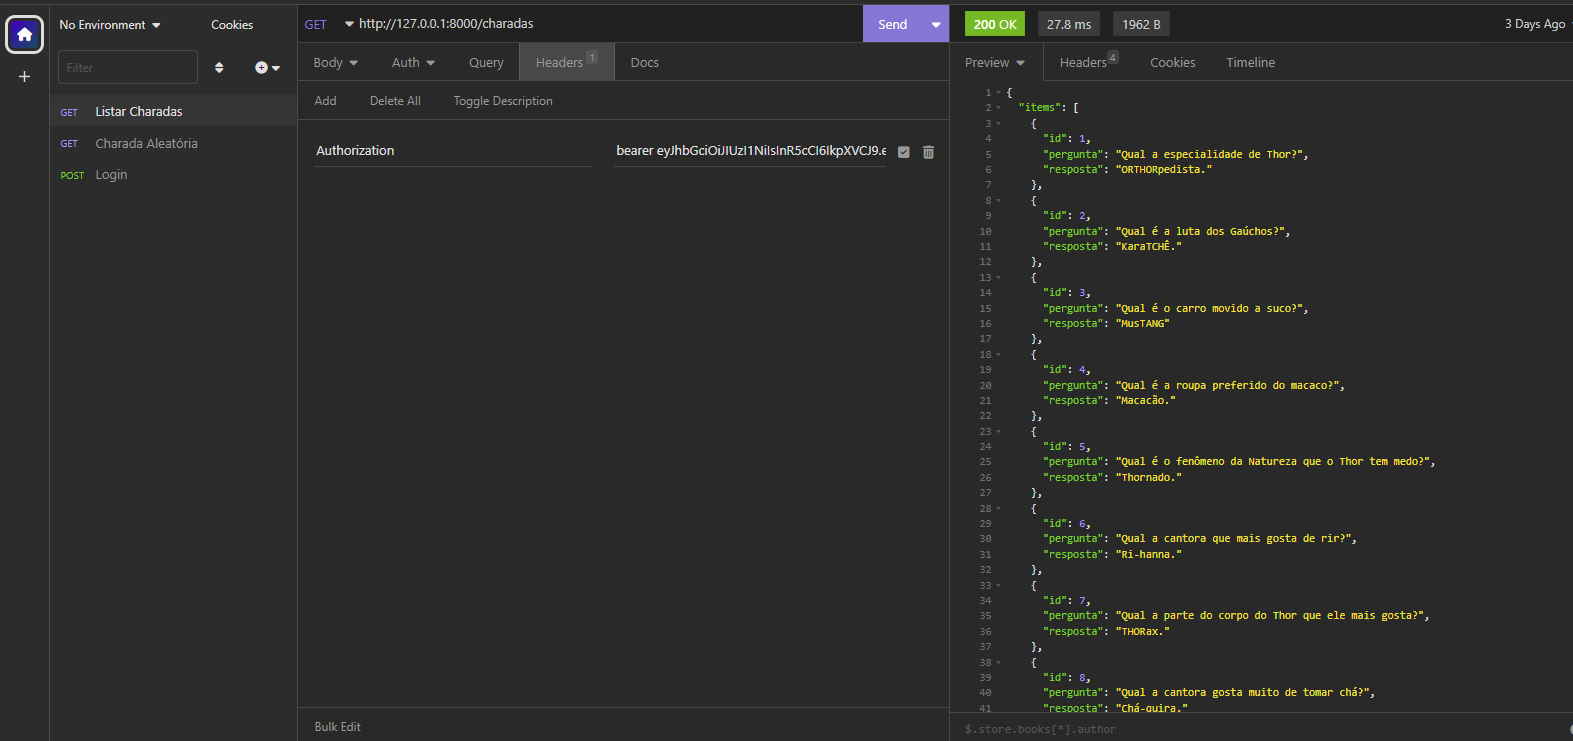 No Environment
Cookies
Filter
GET Listar Charadas
GET Charada Aleatória
POST Login
GET http://127.0.0.1:8000/charadas
Send
Body
Auth
Query
Headers 1
Docs
Add
Delete All
Toggle Description
Authorization
bearer eyJhbGciOiJIUzI1NiIsInR5cCI6IkpXVCJ9.e
Bulk Edit
200 OK
27.8 ms
1962 B
3 Days Ago
Preview
Headers 4
Cookies
Timeline
1 {
2 "items": [
3 {
4 "id": 1,
5 "pergunta": "Qual a especialidade de Thor?",
6 "resposta": "ORTHORpedista."
7 },
8 {
9 "id": 2,
10 "pergunta": "Qual é a luta dos Gaúchos?",
11 "resposta": "KaraTCHÊ."
12 },
13 {
14 "id": 3,
15 "pergunta": "Qual é o carro movido a suco?",
16 "resposta": "MusTANG"
17 },
18 {
19 "id": 4,
20 "pergunta": "Qual é a roupa preferido do macaco?",
21 "resposta": "Macacão."
22 },
23 {
24 "id": 5,
25 "pergunta": "Qual é o fenômeno da Natureza que o Thor tem medo?",
26 "resposta": "Thornado."
27 },
28 {
29 "id": 6,
30 "pergunta": "Qual a cantora que mais gosta de rir?",
31 "resposta": "Ri-hanna."
32 },
33 {
34 "id": 7,
35 "pergunta": "Qual a parte do corpo do Thor que ele mais gosta?",
36 "resposta": "THORax."
37 },
38 {
39 "id": 8,
40 "pergunta": "Qual a cantora gosta muito de tomar chá?",
41 "resposta": "Chá-quira."
$.store.books[*].author